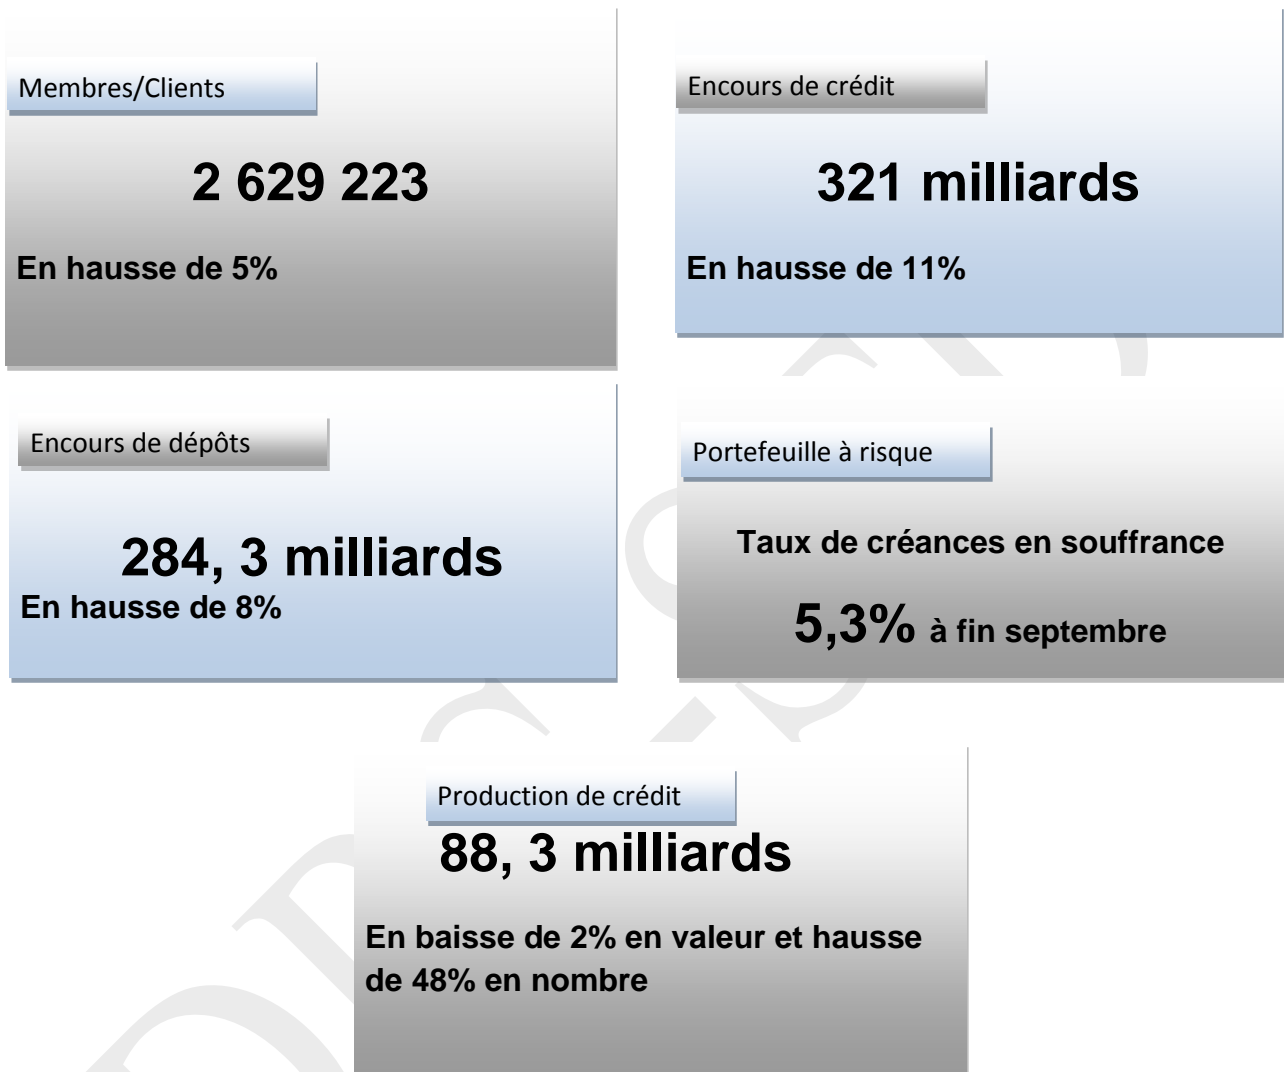 Membres/Clients
2 629 223
En hausse de 5%
Encours de crédit
321 milliards
En hausse de 11%
Encours de dépôts
284, 3 milliards
En hausse de 8%
Portefeuille à risque
Taux de créances en souffrance
5,3% à fin septembre
Production de crédit
88, 3 milliards
En baisse de 2% en valeur et hausse
de 48% en nombre